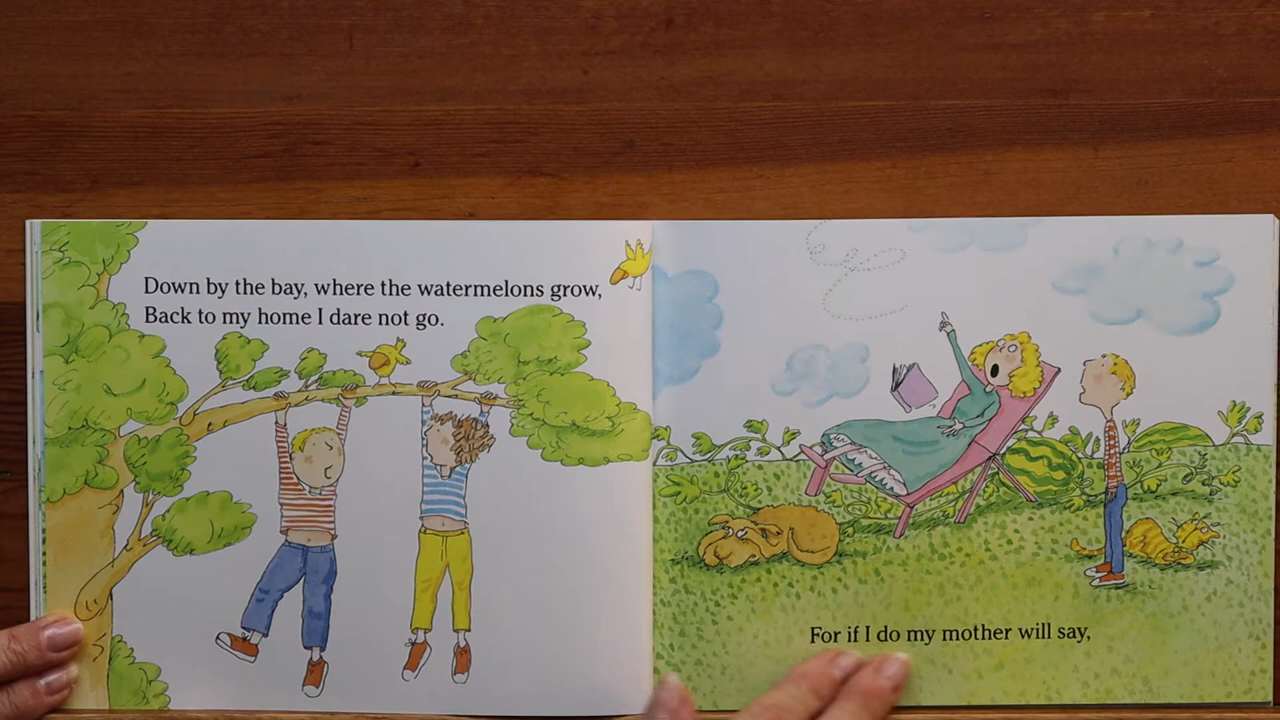 Down by the bay, where the watermelons grow,
Back to my home I dare not go.
For if I do my mother will say,